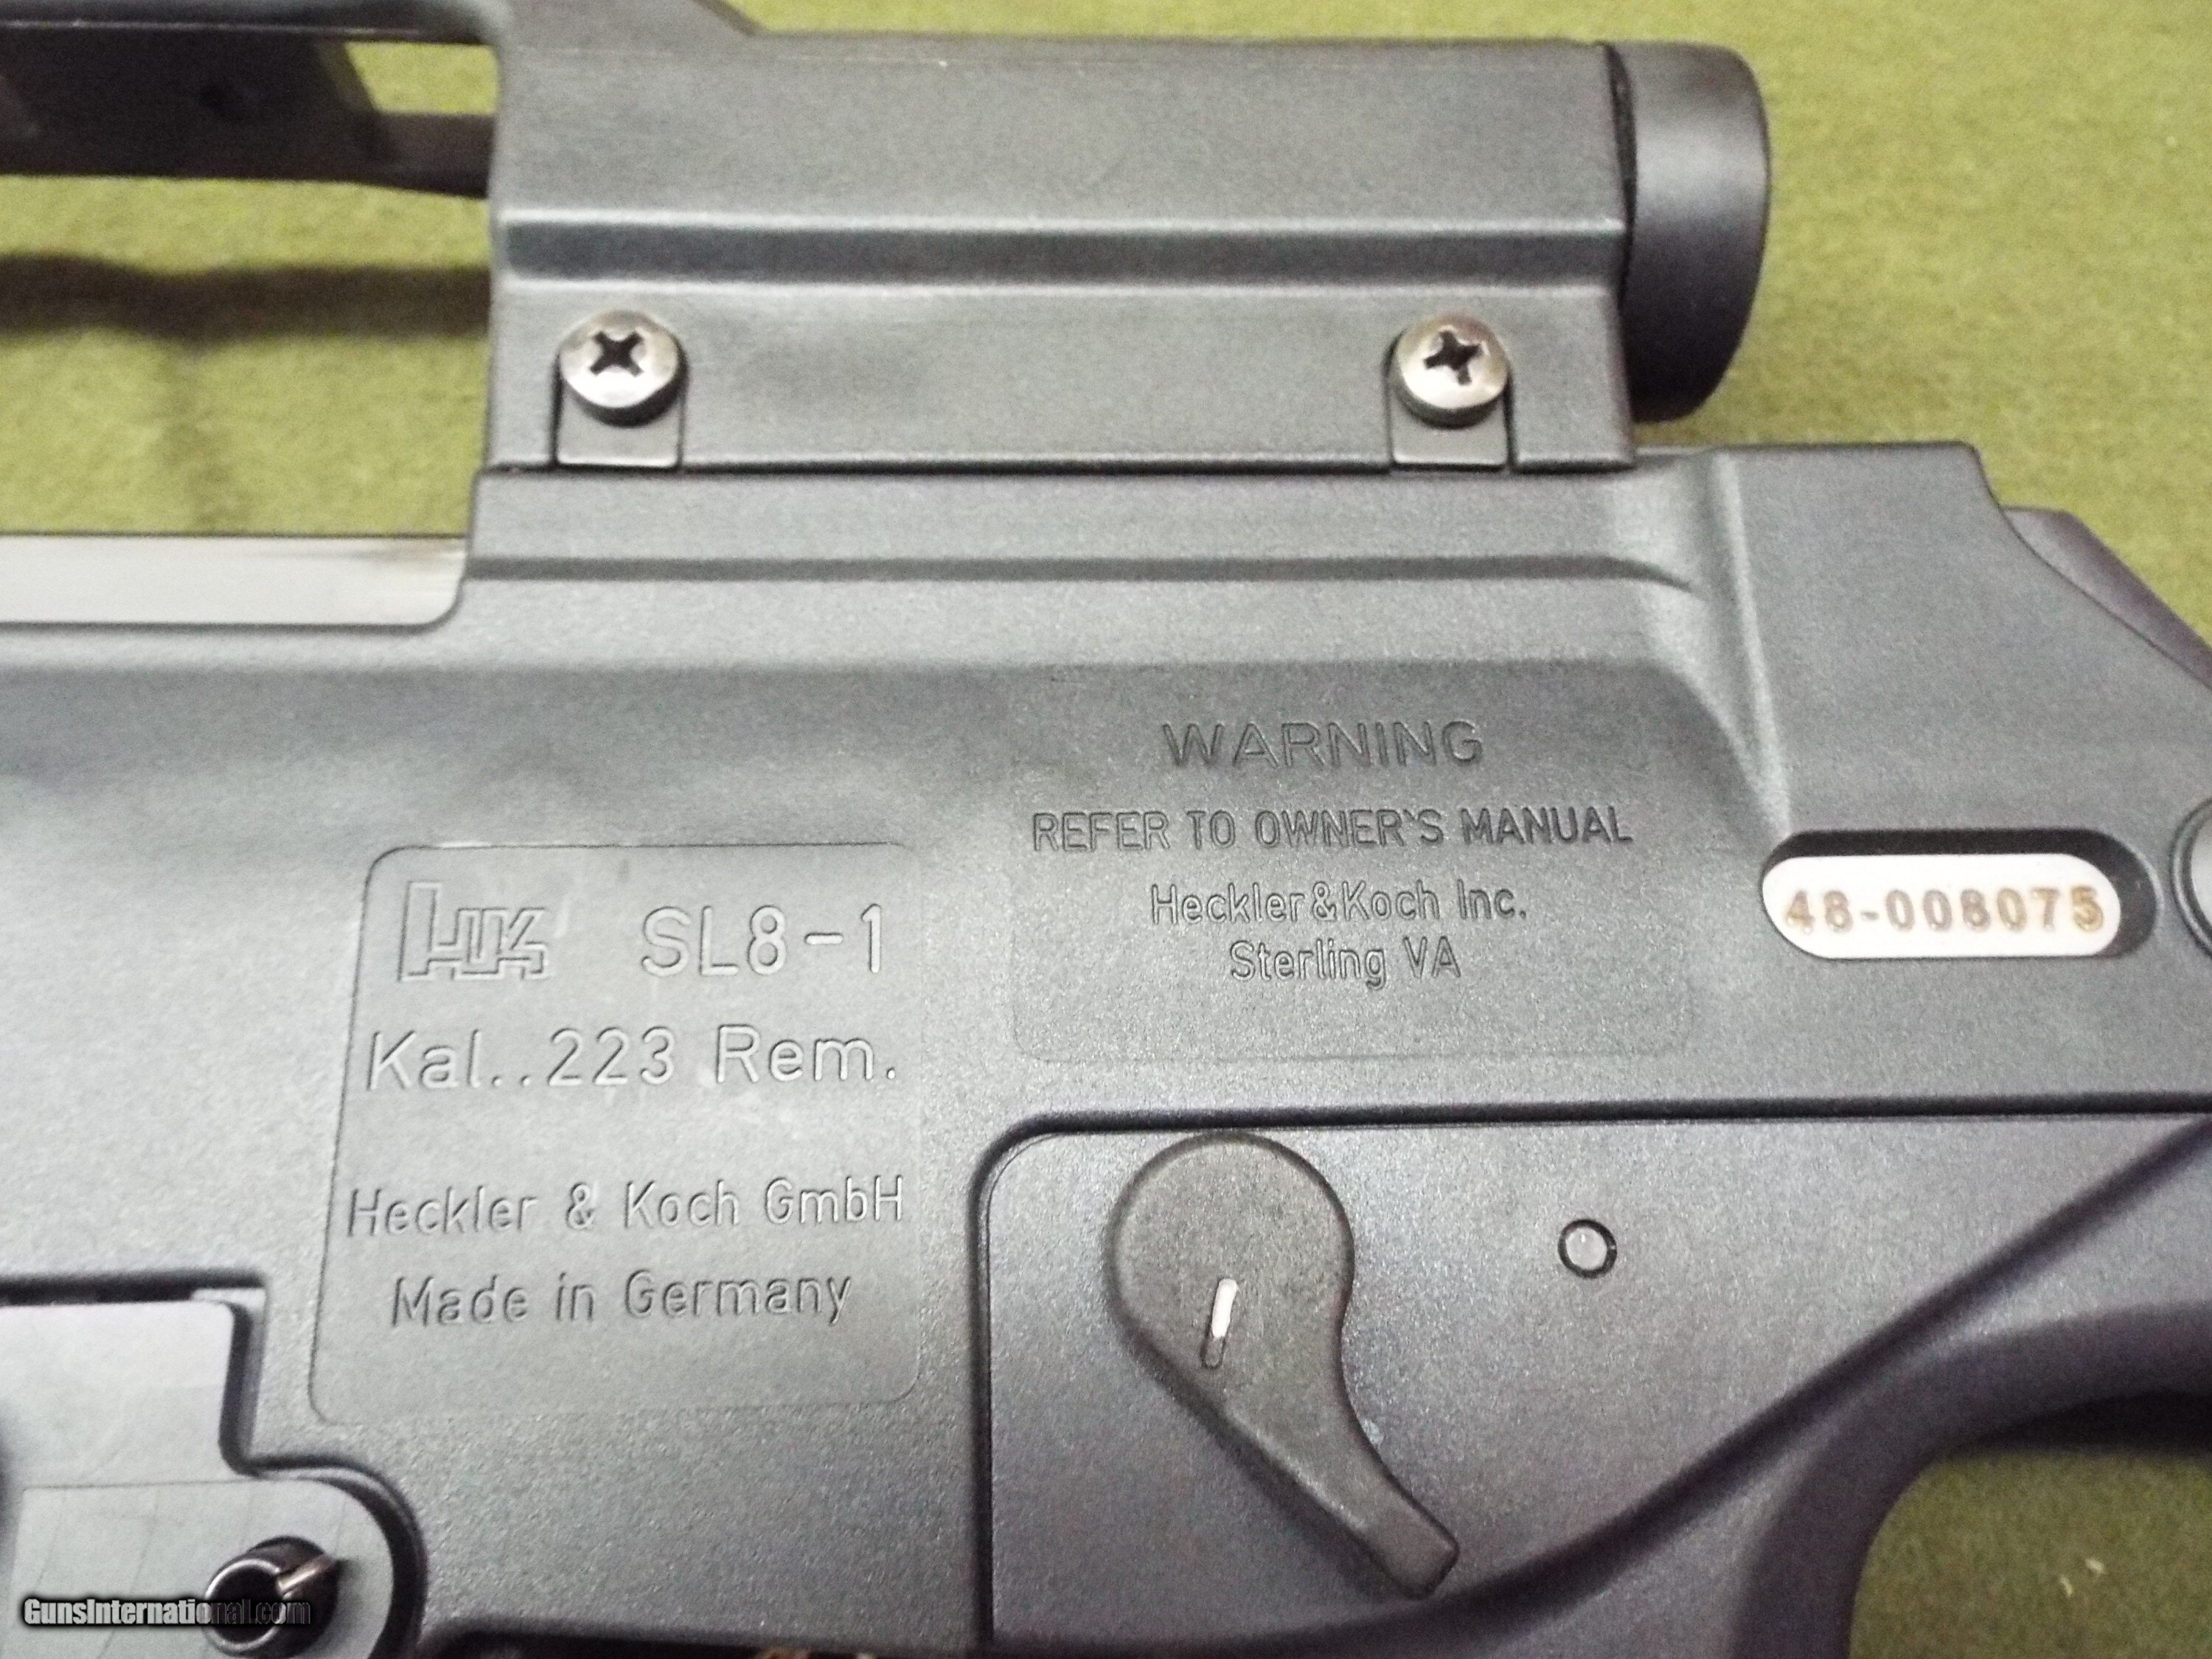 HK SL8-1
Kal..223 Rem.
Heckler & Koch GmbH
Made in Germany
WARNING
REFER TO OWNER'S MANUAL
Heckler&Koch Inc.
Sterling VA
48-008075
GunsInternational.com